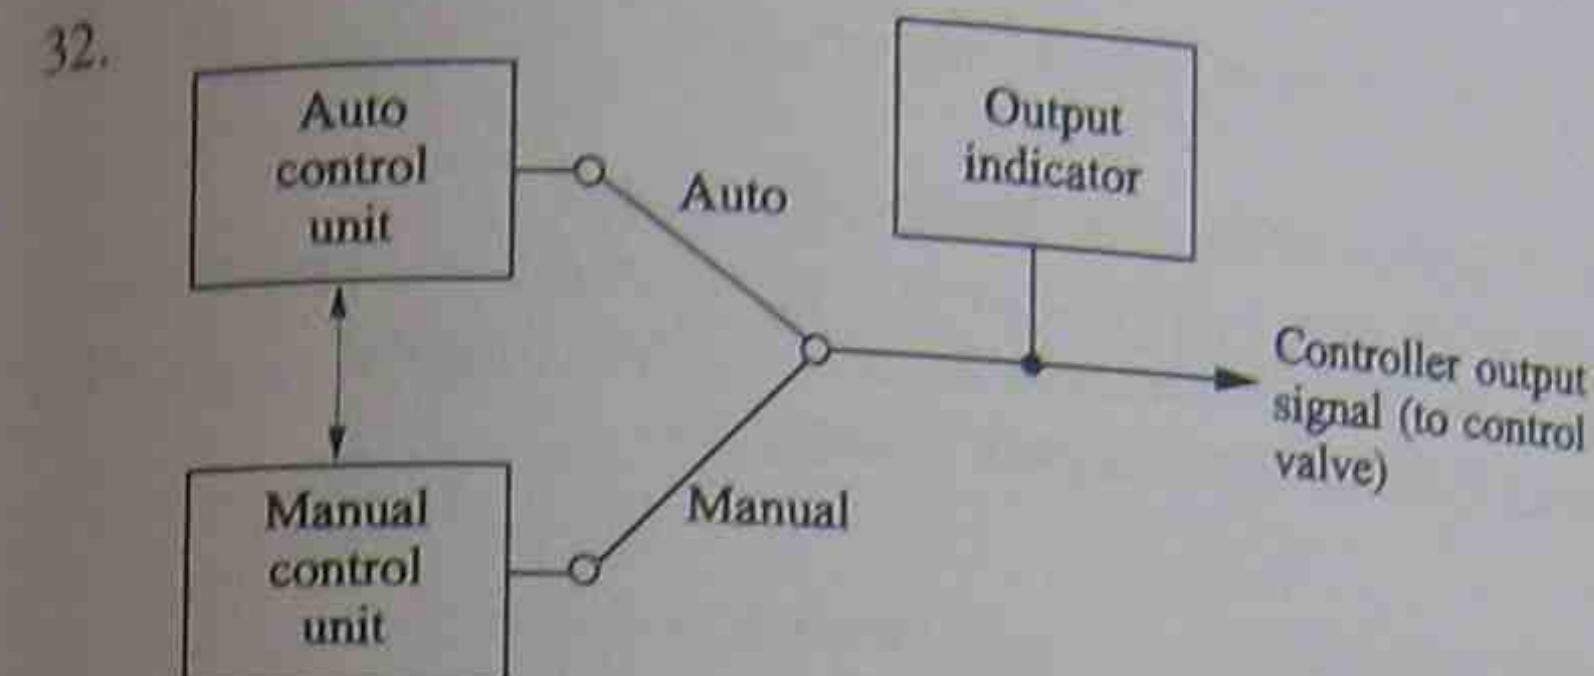 32.
Auto
control
unit
Auto
Output
indicator
Controller output
signal (to control
valve)
Manual
Manual
control
unit